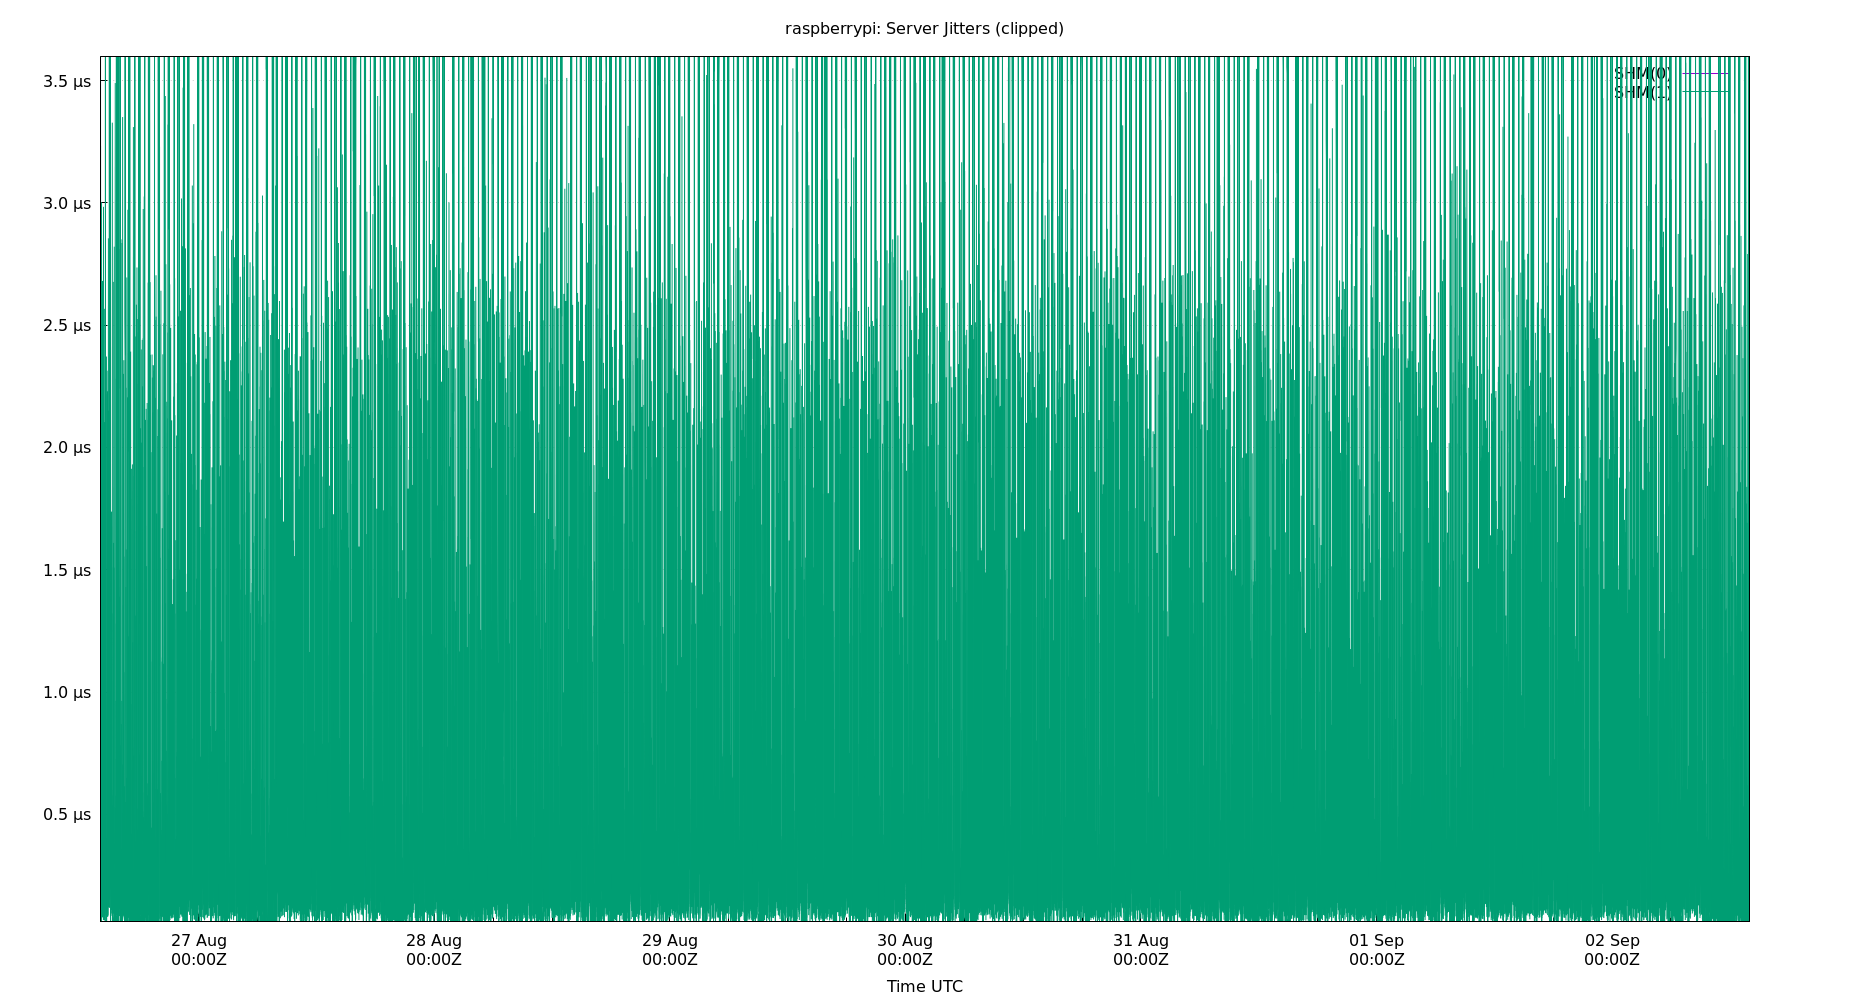 raspberrypi: Server Jitters (clipped)
SHM(0)
SHM(1)
3.5 µs
3.0 µs
2.5 µs
2.0 µs
1.5 µs
1.0 µs
0.5 µs
27 Aug 28 Aug 29 Aug 30 Aug 31 Aug 01 Sep 02 Sep
00:00Z 00:00Z 00:00Z 00:00Z 00:00Z 00:00Z 00:00Z
Time UTC